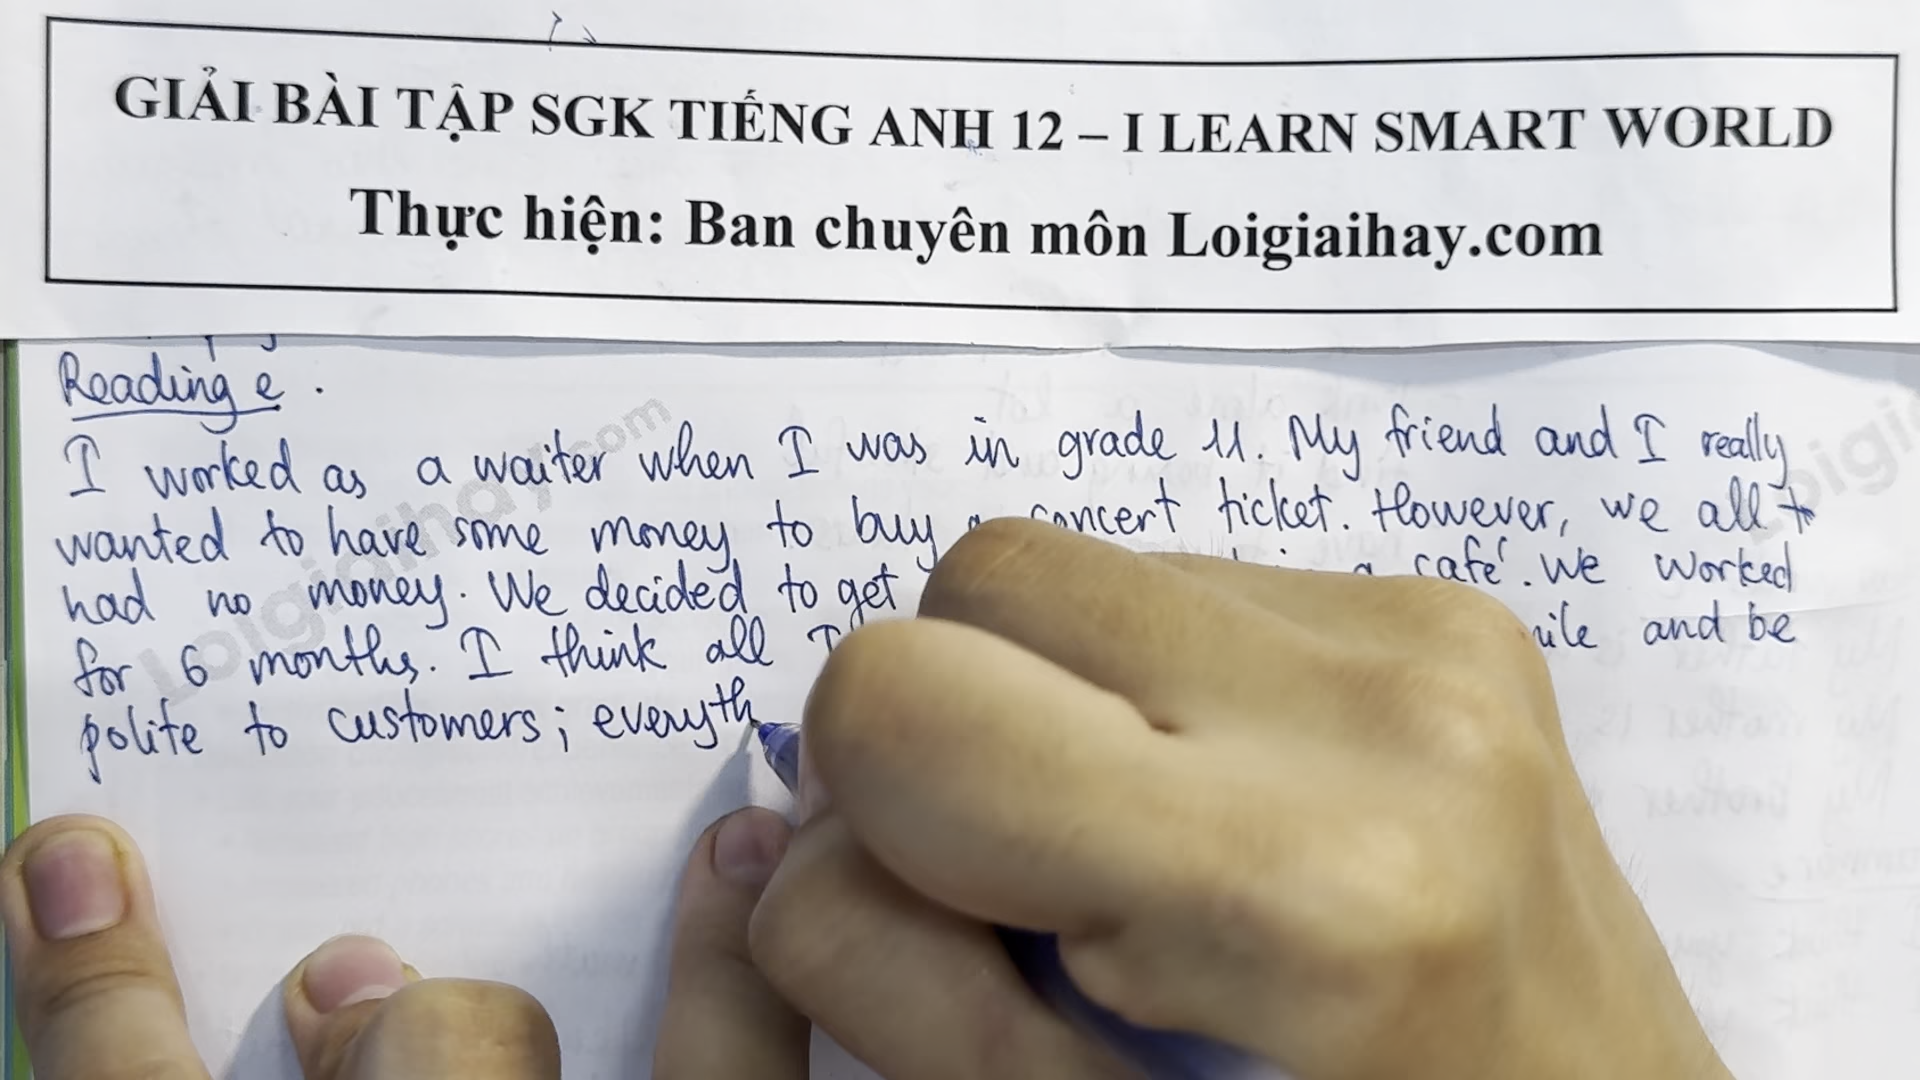 GIẢI BÀI TẬP SGK TIẾNG ANH 12 – I LEARN SMART WORLD
Thực hiện: Ban chuyên môn Loigiaihay.com
Reading e.
I worked as a waiter when I was in grade 11. My friend and I really
wanted to have some money to buy a concert ticket. However, we all
had no money. We decided to get a café. We worked
for 6 months. I think all I and be
polite to customers; everyth
Loigiaihay.com